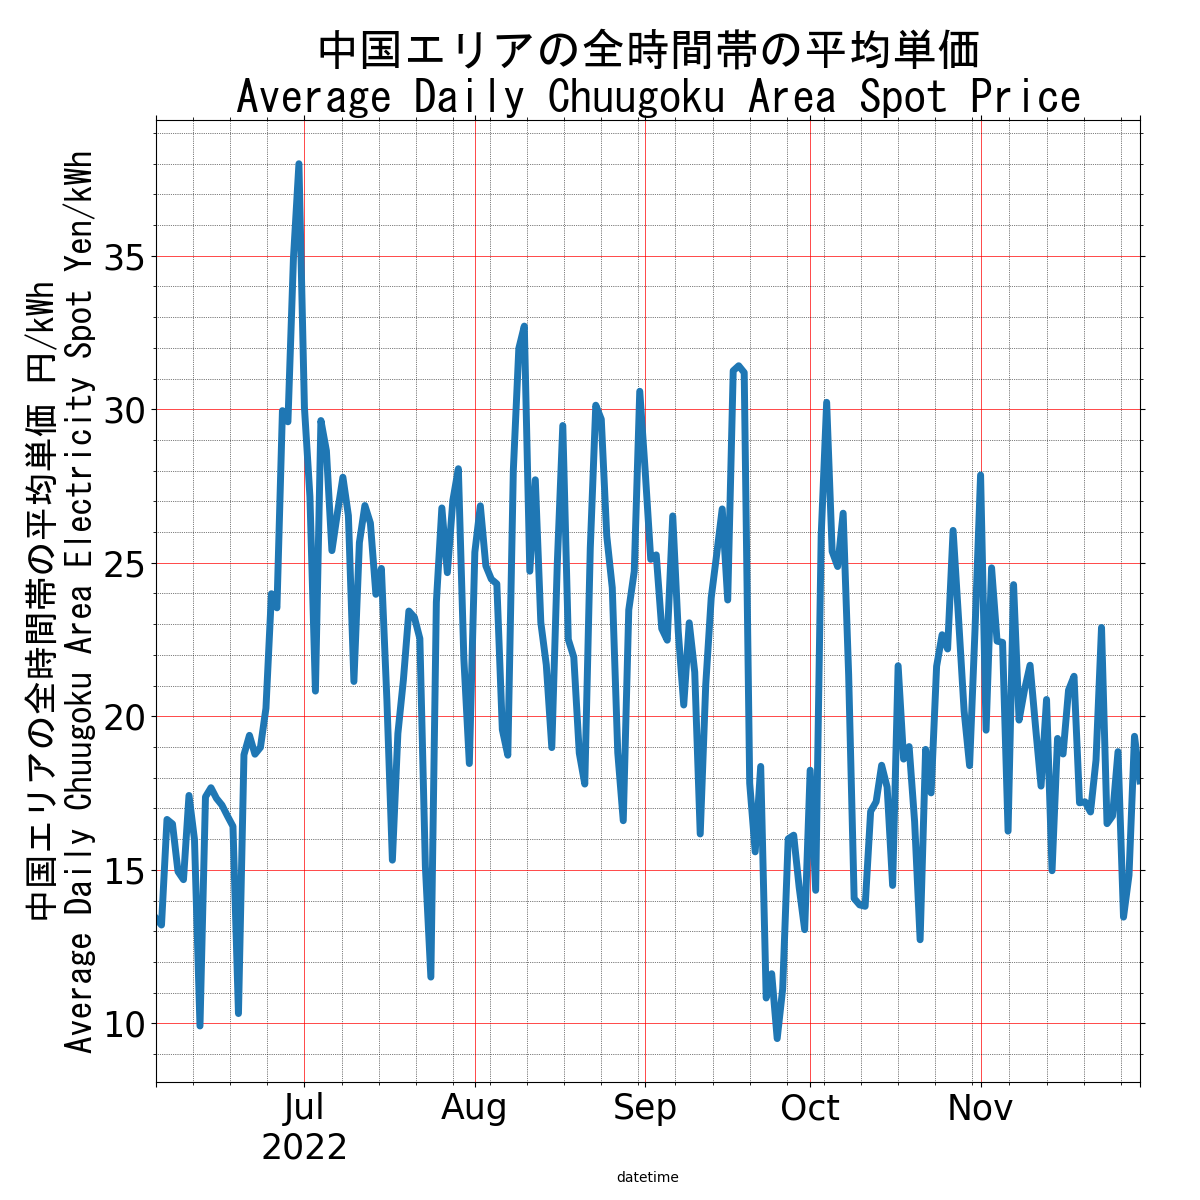 中国エリアの全時間帯の平均単価
Average Daily Chuugoku Area Spot Price
中国エリアの全時間帯の平均単価 円/kWh
Average Daily Chuugoku Area Electricity Spot Yen/kWh
35
30
25
20
15
10
Jul
2022
Aug
Sep
Oct
Nov
datetime